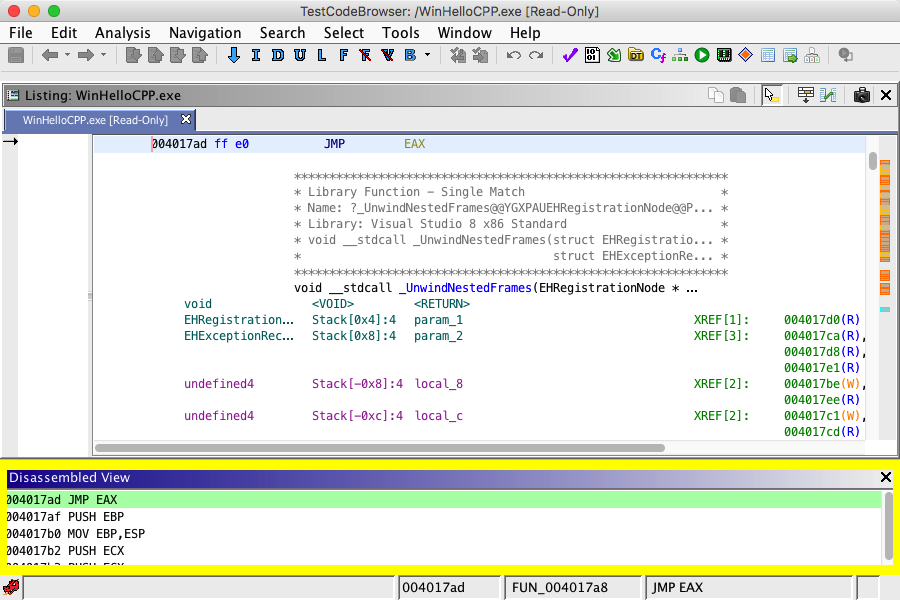 TestCodeBrowser: /WinHelloCPP.exe [Read-Only]
File Edit Analysis Navigation Search Select Tools Window Help
I D U L F F V B
Listing: WinHelloCPP.exe
WinHelloCPP.exe [Read-Only]
004017ad ff e0 JMP EAX
**************************************************************
* Library Function - Single Match *
* Name: ?_UnwindNestedFrames@@YGXPAUEHRegistrationNode@@P... *
* Library: Visual Studio 8 x86 Standard *
* void __stdcall _UnwindNestedFrames(struct EHRegistratio... *
* struct EHExceptionRe... *
**************************************************************
void __stdcall _UnwindNestedFrames(EHRegistrationNode * ...
void <VOID> <RETURN>
EHRegistration... Stack[0x4]:4 param_1 XREF[1]: 004017d0(R)
EHExceptionRec... Stack[0x8]:4 param_2 XREF[3]: 004017ca(R),
004017d8(R),
004017e1(R)
undefined4 Stack[-0x8]:4 local_8 XREF[2]: 004017be(W),
004017ee(R)
undefined4 Stack[-0xc]:4 local_c XREF[2]: 004017c1(W),
004017cd(R)
Disassembled View
004017ad JMP EAX
004017af PUSH EBP
004017b0 MOV EBP,ESP
004017b2 PUSH ECX
004017b3 PUSH ECX
004017ad FUN_004017a8 JMP EAX